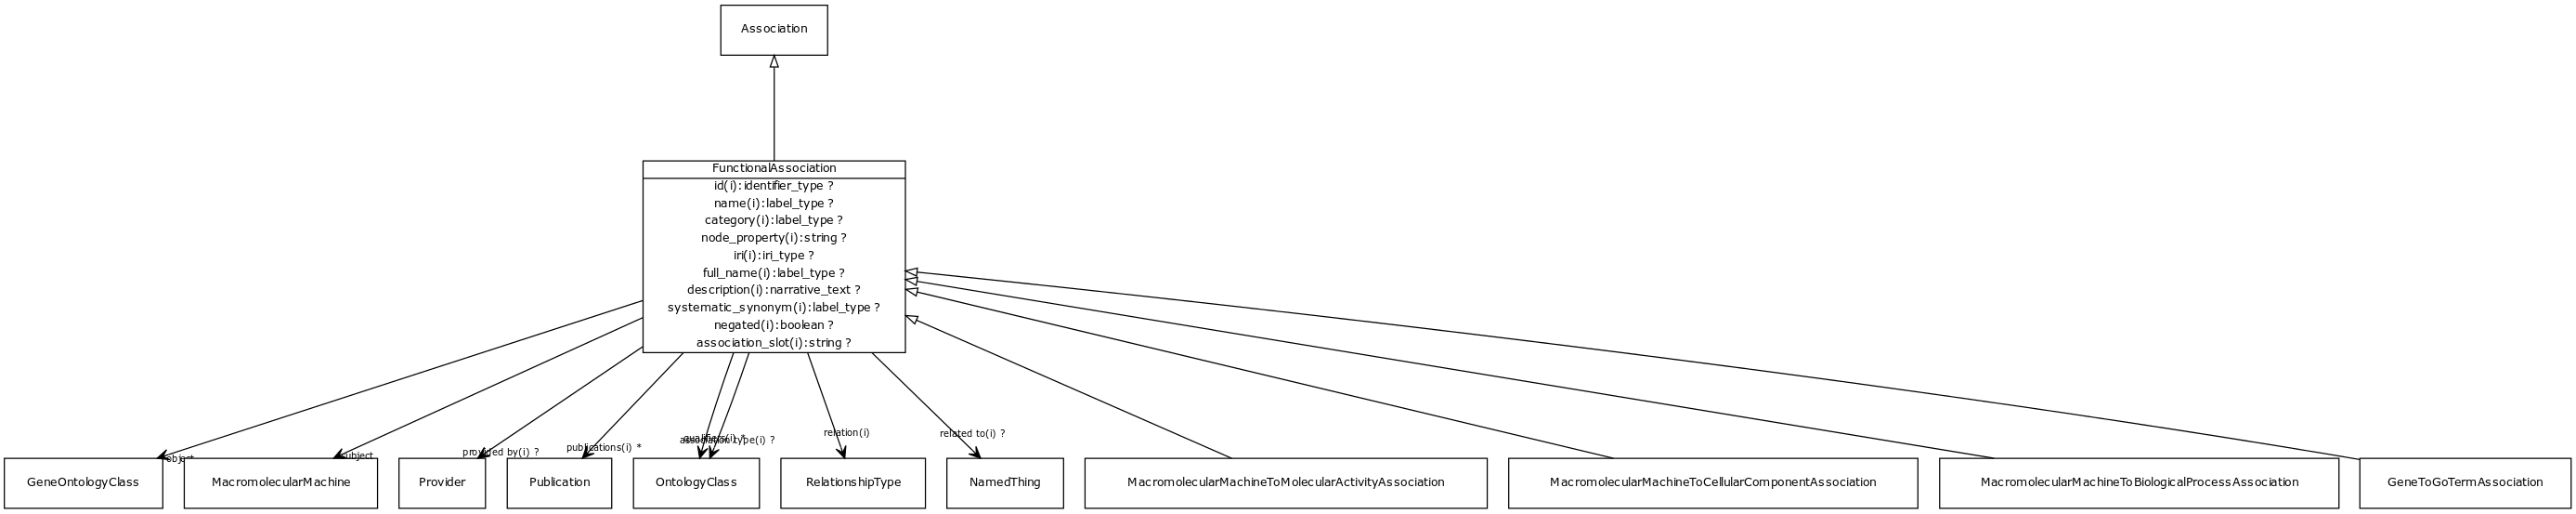 Association
FunctionalAssociation
id(i):identifier_type ?
name(i):label_type ?
category(i):label_type ?
node_property(i):string ?
iri(i):iri_type ?
full_name(i):label_type ?
description(i):narrative_text ?
systematic_synonym(i):label_type ?
negated(i):boolean ?
association_slot(i):string ?
object
subject
provided by(i) ?
publications(i) *
qualifiers(i) *
association type(i) ?
relation(i)
related to(i) ?
GeneOntologyClass
MacromolecularMachine
Provider
Publication
OntologyClass
RelationshipType
NamedThing
MacromolecularMachineToMolecularActivityAssociation
MacromolecularMachineToCellularComponentAssociation
MacromolecularMachineToBiologicalProcessAssociation
GeneToGoTermAssociation